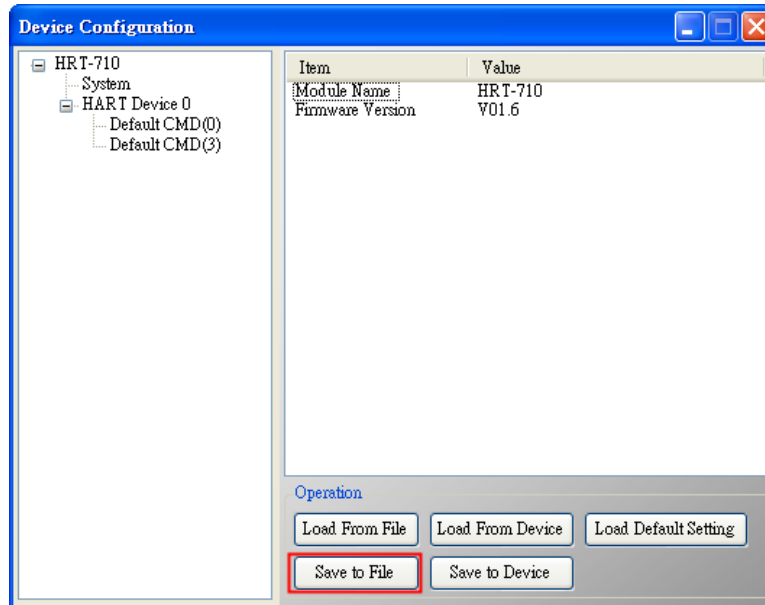 Device Configuration
HRT-710
System
HART Device 0
Default CMD(0)
Default CMD(3)
Item Value
Module Name HRT-710
Firmware Version V01.6
Operation
Load From File Load From Device Load Default Setting
Save to File Save to Device